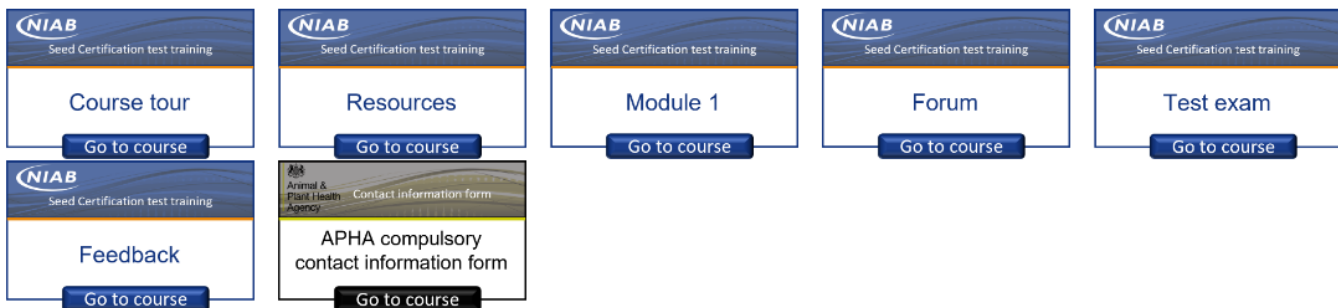 NIAB
Seed Certification test training
Course tour
Go to course
NIAB
Seed Certification test training
Resources
Go to course
NIAB
Seed Certification test training
Module 1
Go to course
NIAB
Seed Certification test training
Forum
Go to course
NIAB
Seed Certification test training
Test exam
Go to course
NIAB
Seed Certification test training
Feedback
Go to course
Animal &
Plant Health
Agency
Contact information form
APHA compulsory
contact information form
Go to course